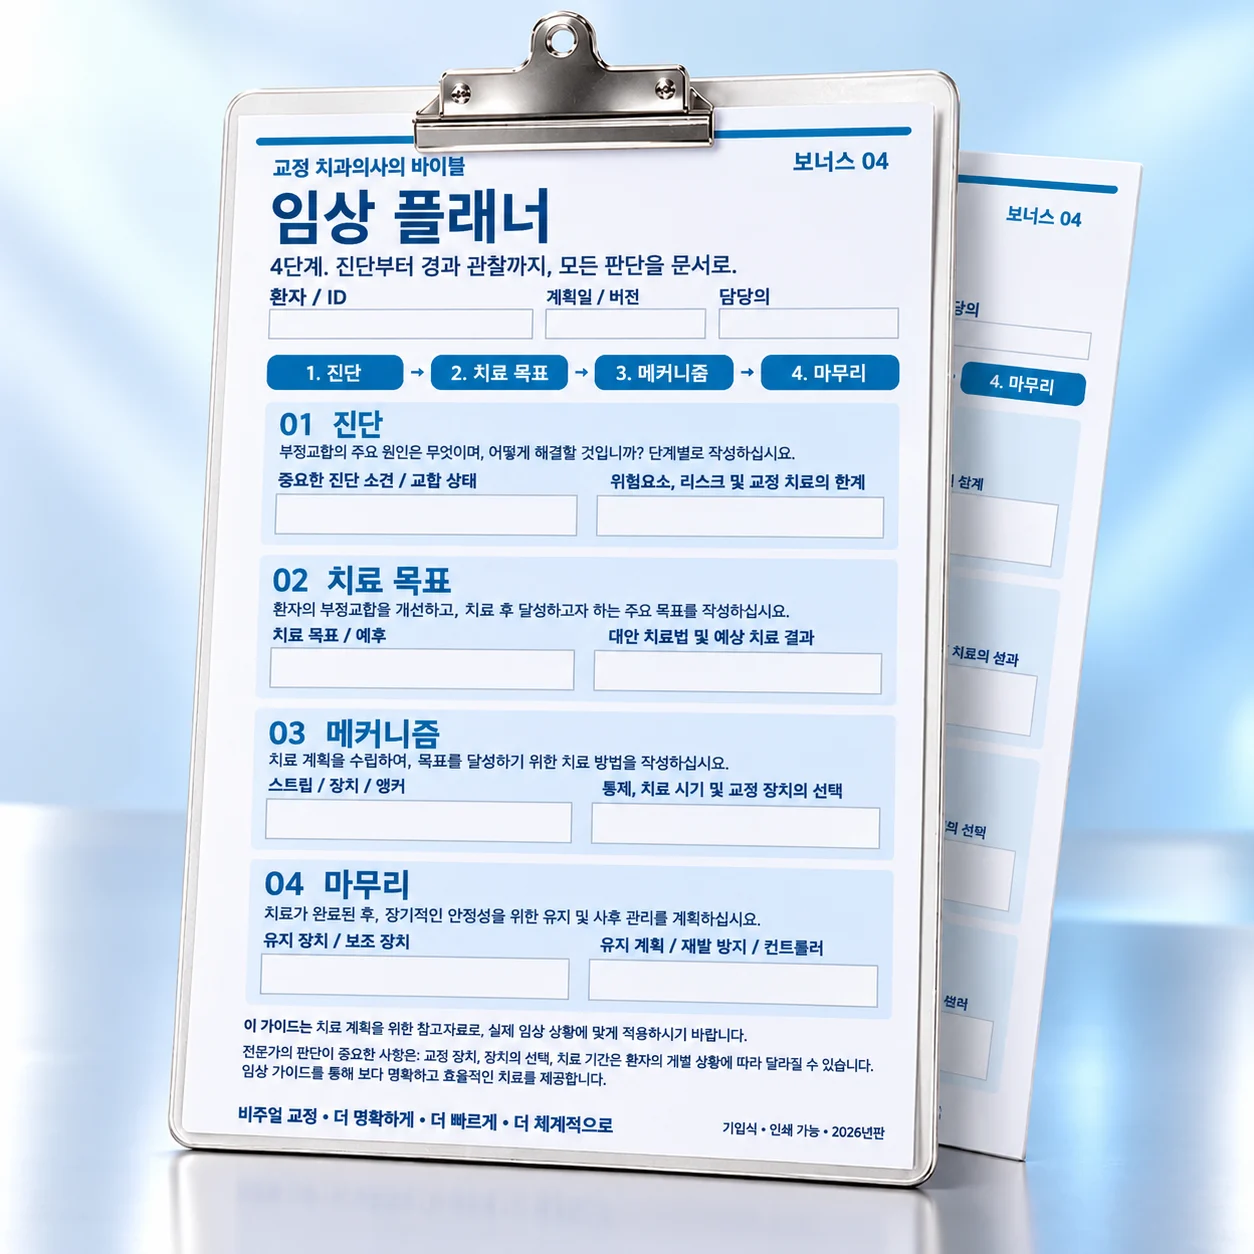 교정 치과의사의 바이블
보너스 04
임상 플래너
4단계. 진단부터 경과 관찰까지, 모든 판단을 문서로.
환자 / ID
계획일 / 버전
담당의
1. 진단 → 2. 치료 목표 → 3. 메커니줌 → 4. 마무리
01 진단
부정교합의 주요 원인은 무엇이며, 어떻게 해결할 것입니까? 단계별로 작성하십시요.
중요한 진단 소견 / 교합 상태
위험요소, 리스크 및 교정 치료의 한계
02 치료 목표
환자의 부정교합을 개선하고, 치료 후 달성하고자 하는 주요 목표를 작성하십시요.
치료 목표 / 예후
대안 치료법 및 예상 치료 결과
03 메커니즘
치료 계획을 수립하여, 목표를 달성하기 위한 치료 방법을 작성하십시요.
스트립 / 장치 / 앵커
통제, 치료 시기 및 교정 장치의 선택
04 마무리
치료가 완료된 후, 장기적인 안정성을 위한 유지 및 사후 관리를 계획하십시요.
유지 장치 / 보조 장치
유지 계획 / 재발 방지 / 컨트롤러
이 가이드는 치료 계획을 위한 참고자료로, 실제 임상 상황에 맞게 적용하시기 바랍니다.
전문가의 판단이 중요한 사항은: 교정 장치, 장치의 선택, 치료 기간은 환자의 게별 상황에 따라 달라질 수 있습니다.
임상 가이드를 통해 보다 명확하고 효율적인 치료를 제공합니다.
비주얼 교정 • 더 명확하게 • 더 빠르게 • 더 체계적으로
기입식 • 인쇄 가능 • 2026년판
보너스 04
당의
4. 마무리
치료의 선과
의 선택